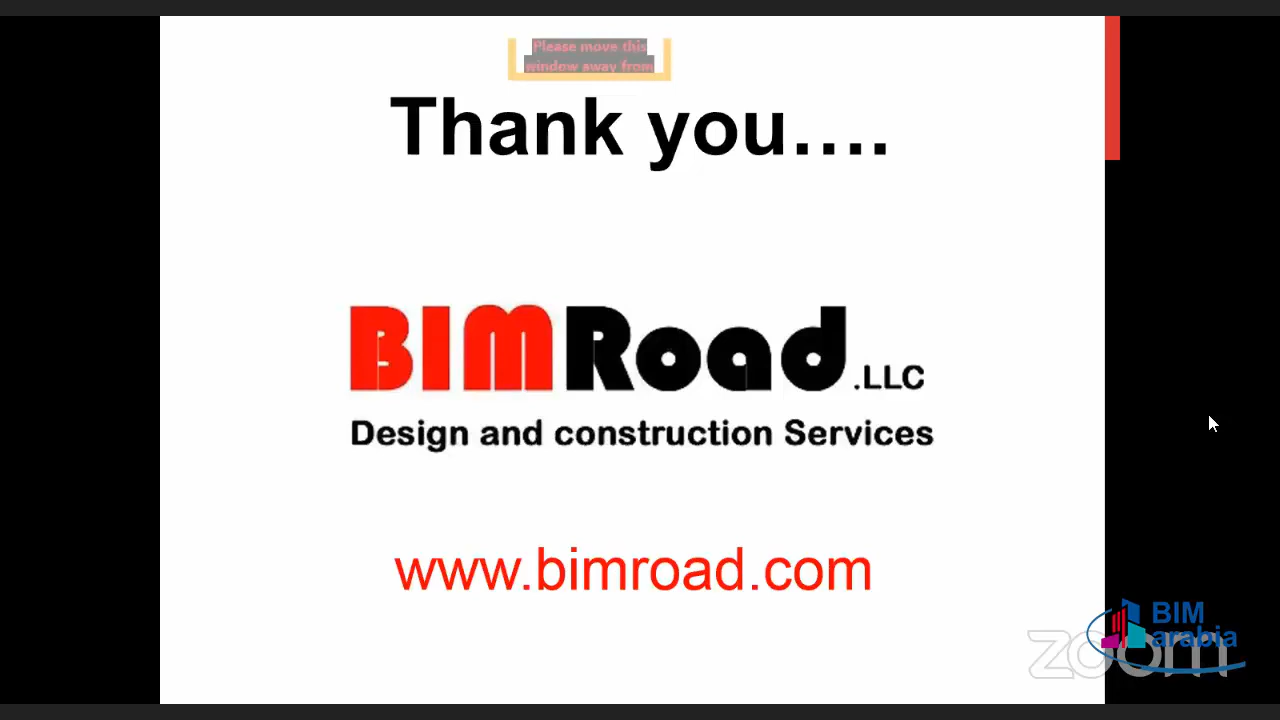 Please move this
window away from
Thank you....
BIMRoad.LLC
Design and construction Services
www.bimroad.com
BIM
arabia
zoom